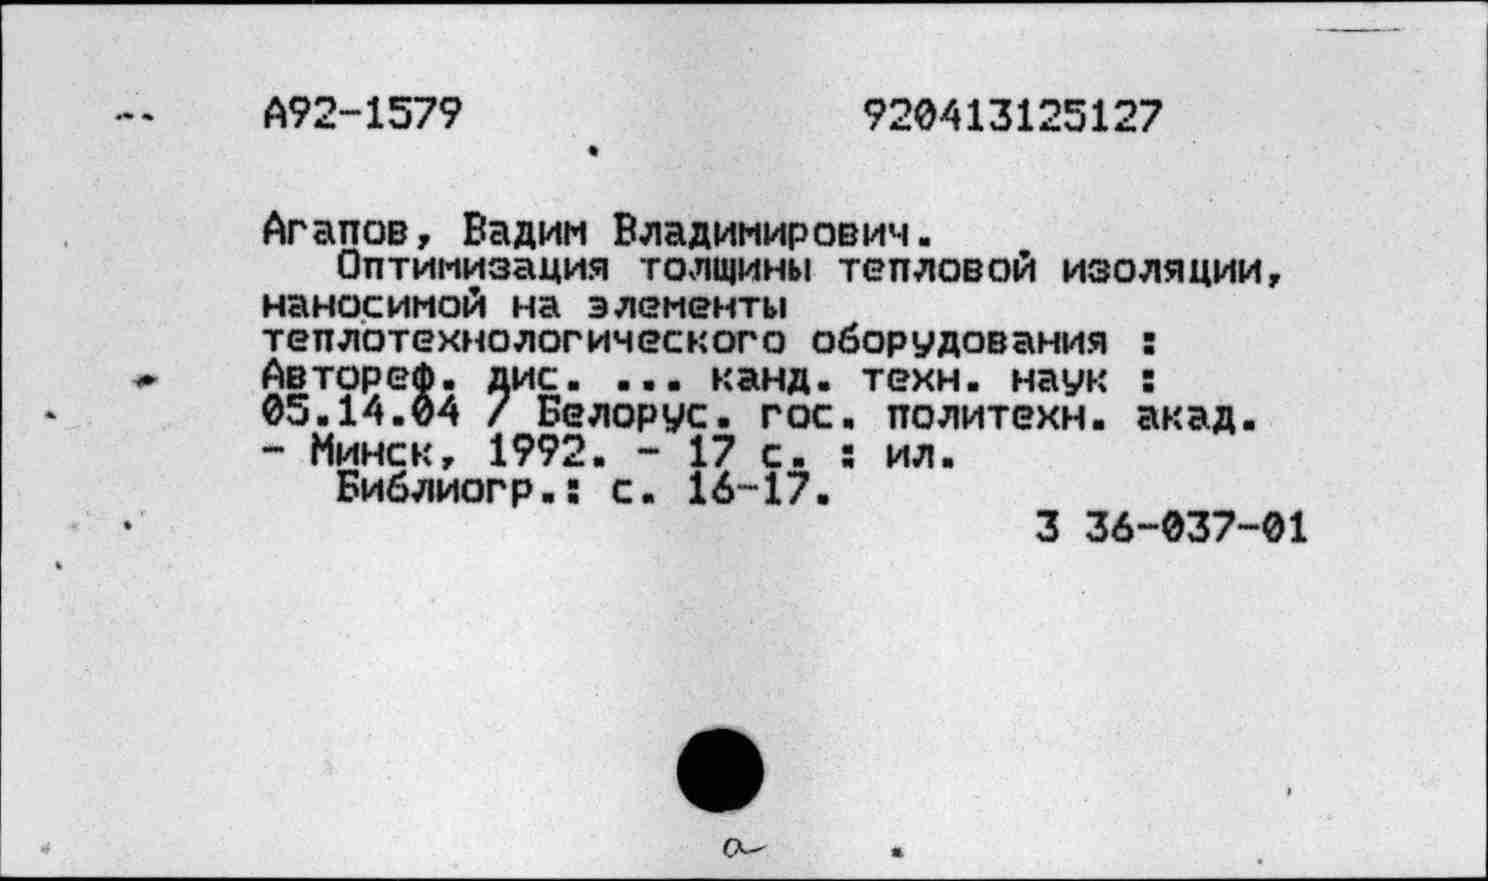 А92-1579 920413125127
Агапов, Вадим Владимирович.
Оптимизация толщины тепловой изоляции,
наносимой на элементы
теплотехнологического оборудования :
Автореф. дис. ... канд. техн. наук :
05.14.04 / Белорус. гос. политехн. акад.
- Минск, 1992. - 17 с. : ил.
Библиогр.: с. 16-17.
3 36-037-01
а